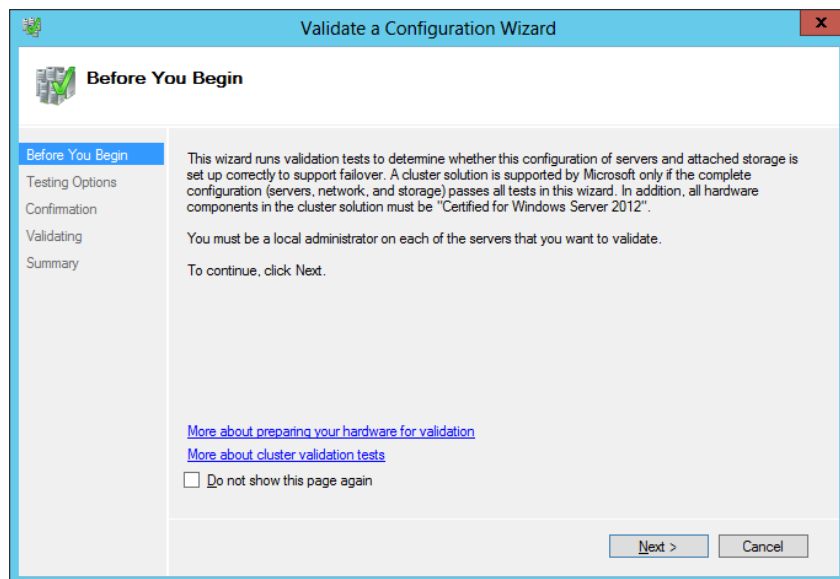 Validate a Configuration Wizard
x
Before You Begin
Before You Begin
Testing Options
Confirmation
Validating
Summary
This wizard runs validation tests to determine whether this configuration of servers and attached storage is
set up correctly to support failover. A cluster solution is supported by Microsoft only if the complete
configuration (servers, network, and storage) passes all tests in this wizard. In addition, all hardware
components in the cluster solution must be "Certified for Windows Server 2012".
You must be a local administrator on each of the servers that you want to validate.
To continue, click Next.
More about preparing your hardware for validation
More about cluster validation tests
Do not show this page again
Next >
Cancel